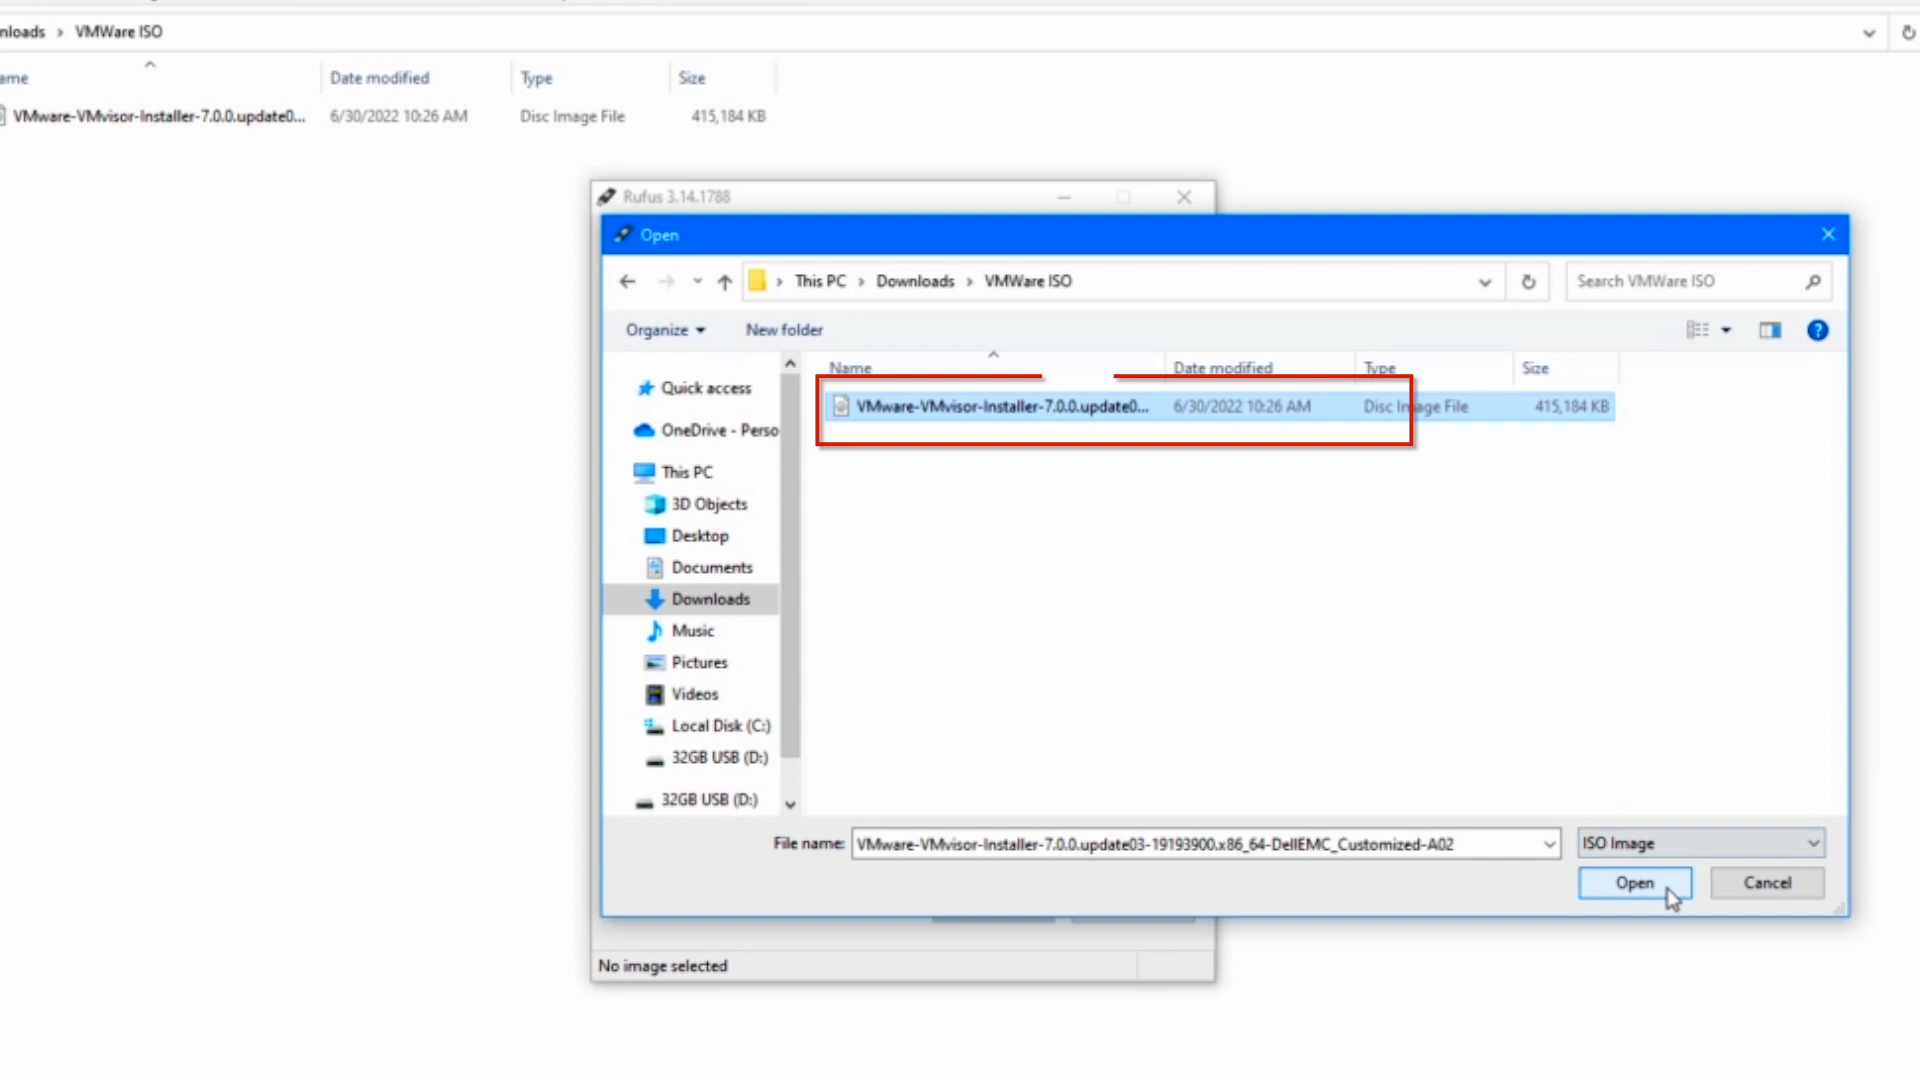 nloads > VMWare ISO
ame Date modified Type Size
VMware-VMvisor-Installer-7.0.0.update0... 6/30/2022 10:26 AM Disc Image File 415,184 KB
Rufus 3.14.1788
Open
This PC > Downloads > VMWare ISO
Search VMWare ISO
Organize New folder
Name Date modified Type Size
VMware-VMvisor-Installer-7.0.0.update0... 6/30/2022 10:26 AM Disc Image File 415,184 KB
Quick access
OneDrive - Perso
This PC
3D Objects
Desktop
Documents
Downloads
Music
Pictures
Videos
Local Disk (C:)
32GB USB (D:)
32GB USB (D:)
File name: VMware-VMvisor-Installer-7.0.0.update03-19193900.x86_64-DellEMC_Customized-A02
ISO Image
Open Cancel
No image selected